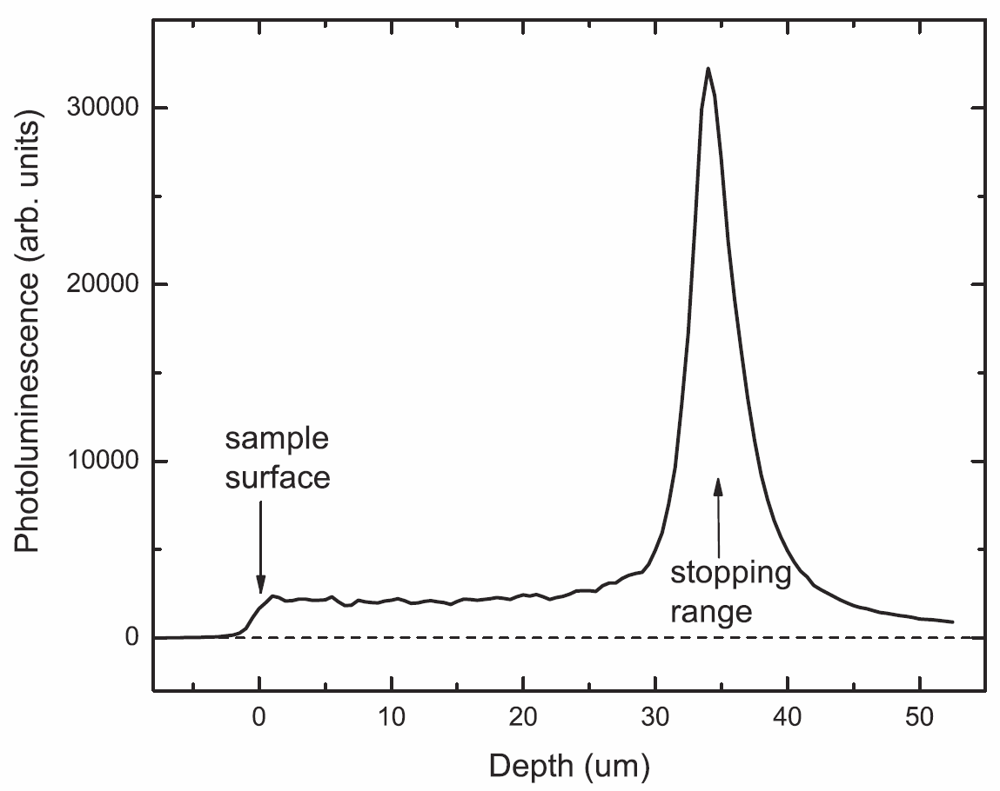 Photoluminescence (arb. units)
30000
20000
10000
0
sample
surface
stopping
range
0 10 20 30 40 50
Depth (um)